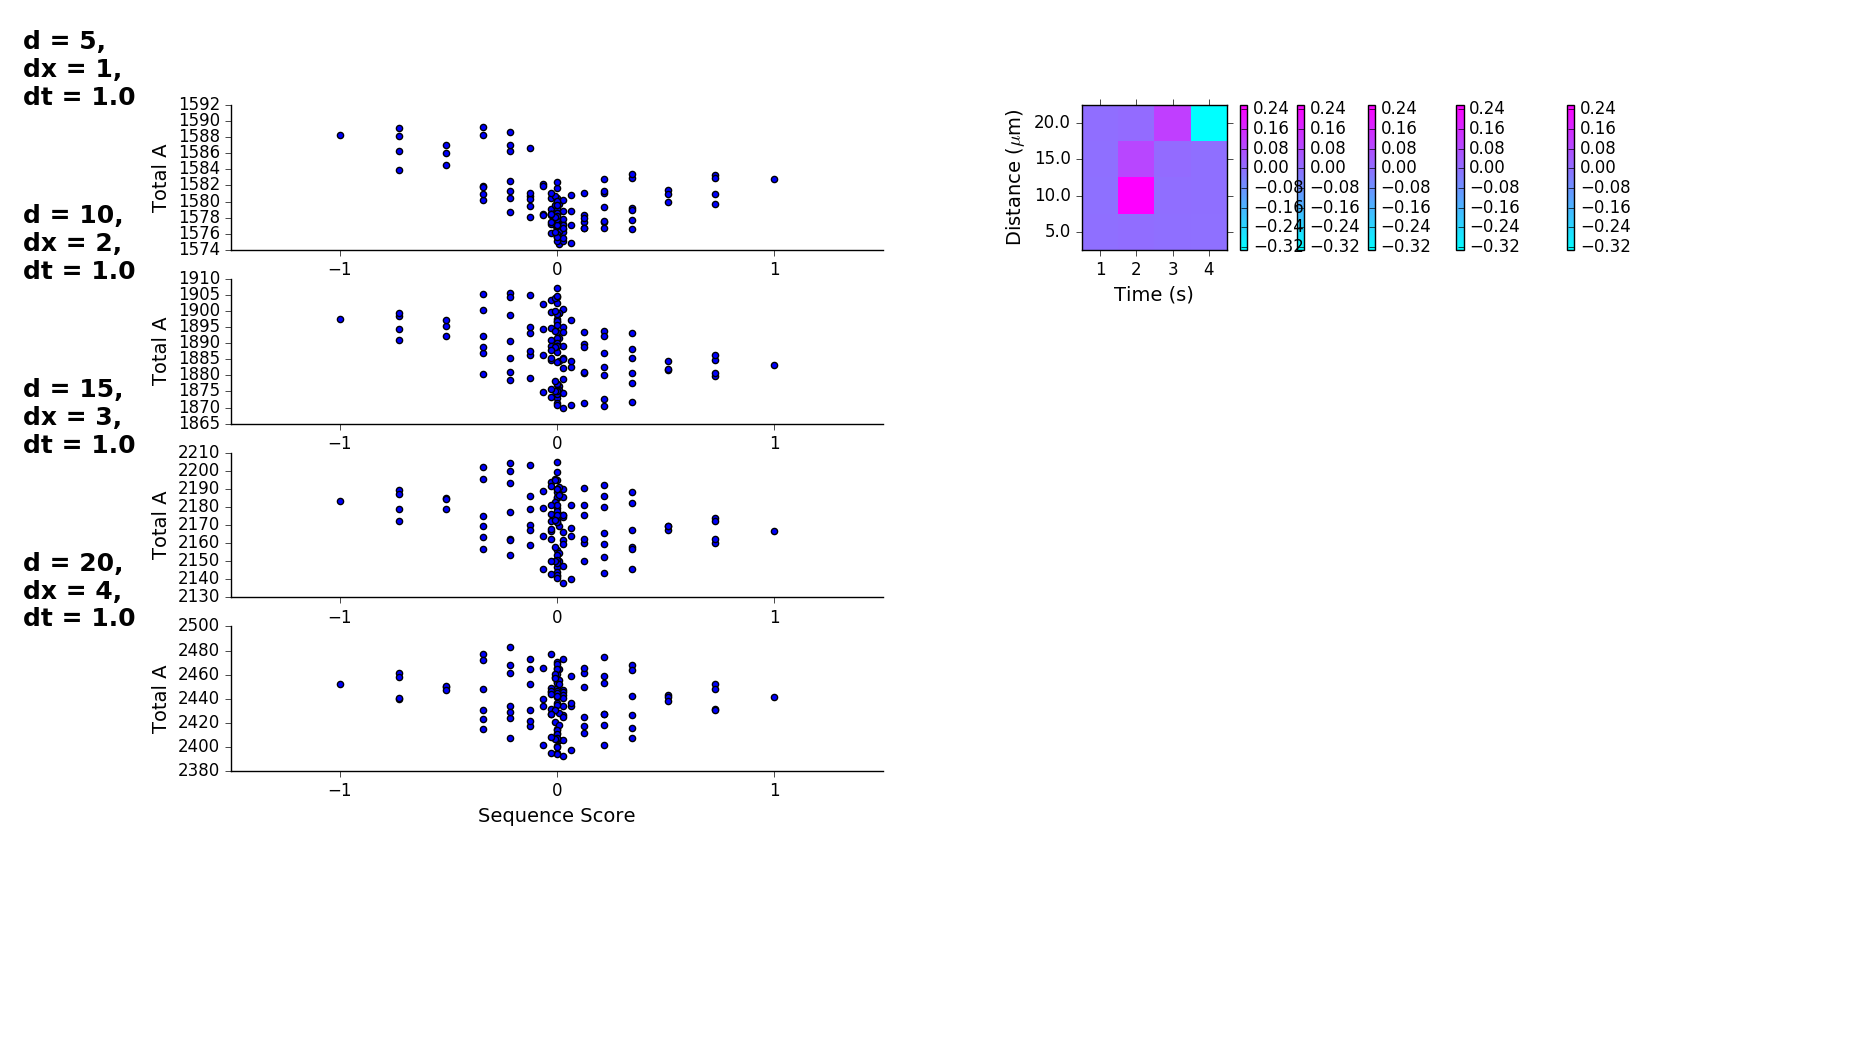 d = 5,
dx = 1,
dt = 1.0
1592
1590
1588
1586
1584
1582
1580
1578
1576
1574
Total A
−1 0 1
d = 10,
dx = 2,
dt = 1.0
1910
1905
1900
1895
1890
1885
1880
1875
1870
1865
Total A
−1 0 1
d = 15,
dx = 3,
dt = 1.0
2210
2200
2190
2180
2170
2160
2150
2140
2130
Total A
−1 0 1
d = 20,
dx = 4,
dt = 1.0
2500
2480
2460
2440
2420
2400
2380
Total A
−1 0 1
Sequence Score
Distance (μm)
20.0
15.0
10.0
5.0
1 2 3 4
Time (s)
0.24 0.24 0.24 0.24 0.24
0.16 0.16 0.16 0.16 0.16
0.08 0.08 0.08 0.08 0.08
0.00 0.00 0.00 0.00 0.00
−0.08 −0.08 −0.08 −0.08 −0.08
−0.16 −0.16 −0.16 −0.16 −0.16
−0.24 −0.24 −0.24 −0.24 −0.24
−0.32 −0.32 −0.32 −0.32 −0.32